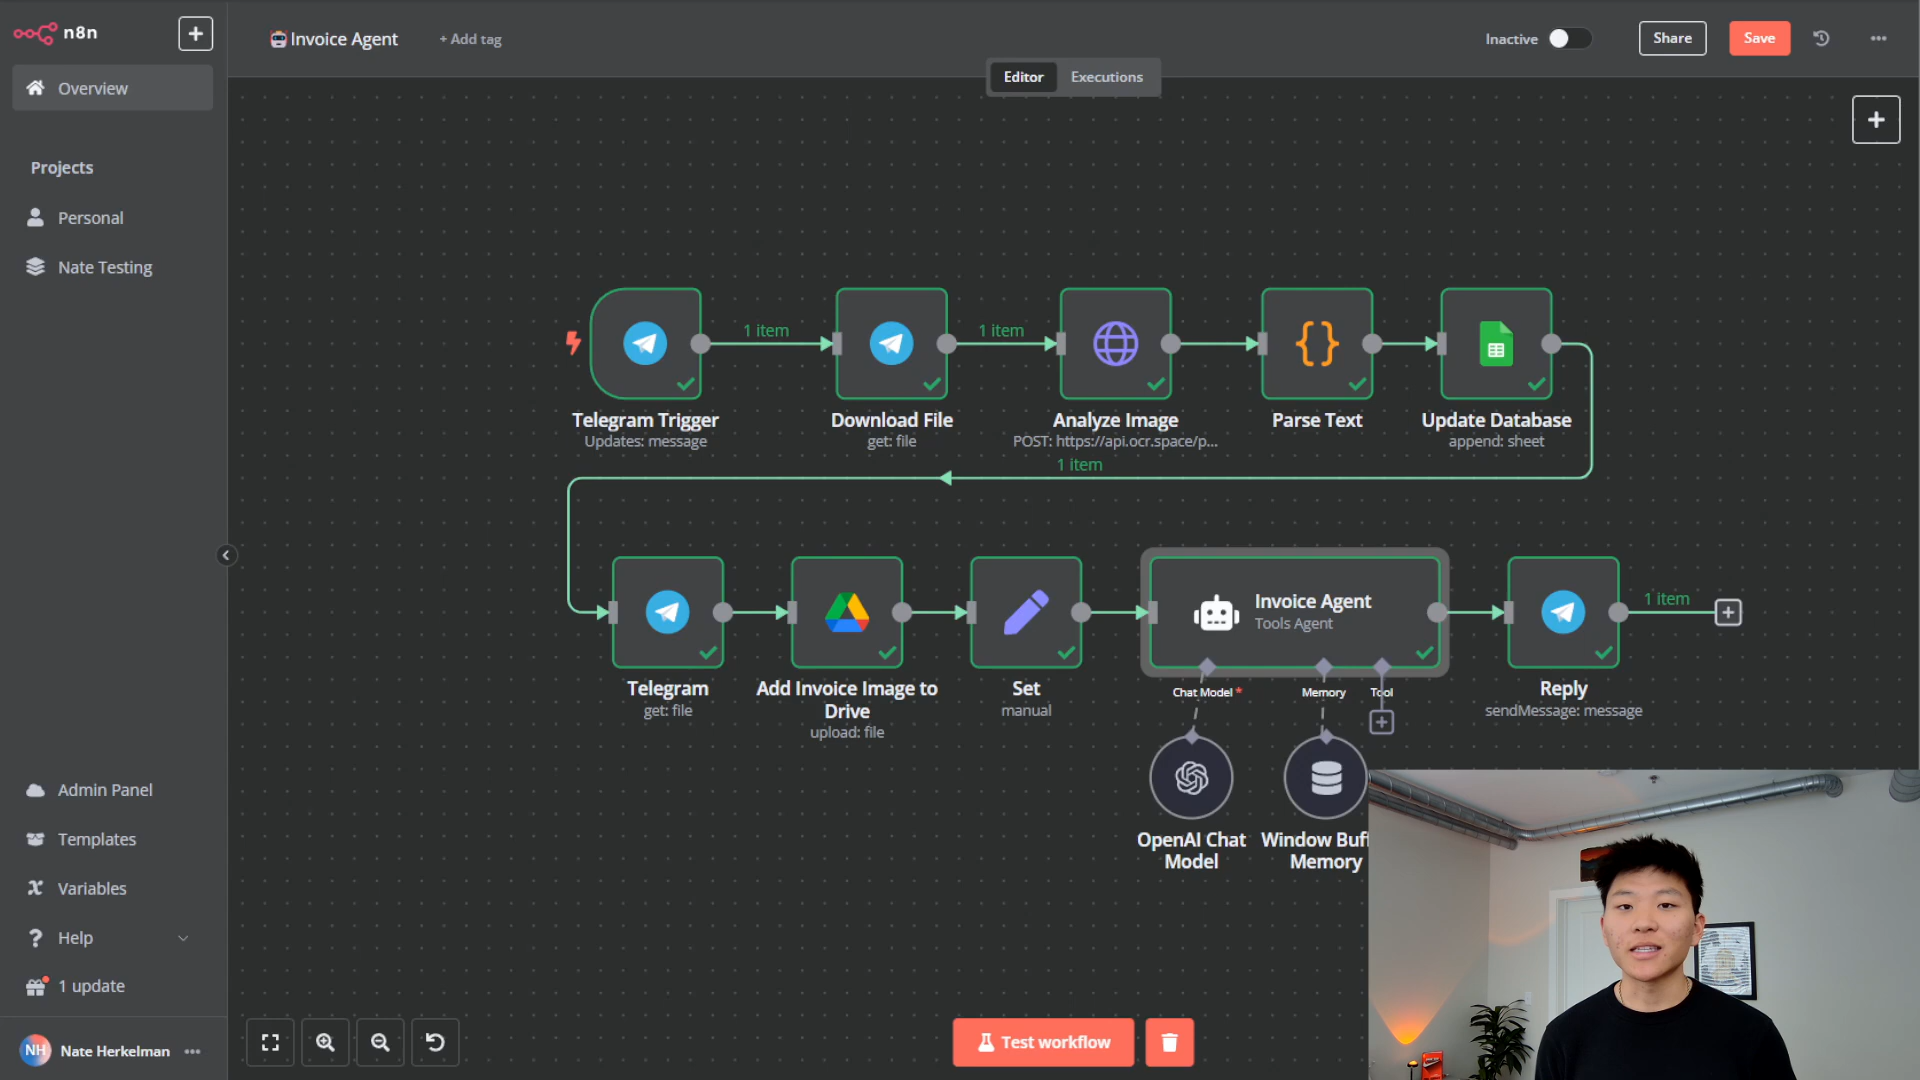 n8n
Invoice Agent
+ Add tag
Inactive
Share
Save
Editor
Executions
Overview
Projects
Personal
Nate Testing
1 item
1 item
Telegram Trigger
Updates: message
Download File
get: file
Analyze Image
POST: https://api.ocr.space/p...
Parse Text
Update Database
append: sheet
1 item
Telegram
get: file
Add Invoice Image to
Drive
upload: file
Set
manual
Invoice Agent
Tools Agent
Chat Model *
Memory
Tool
1 item
Reply
sendMessage: message
OpenAI Chat
Model
Window Buff
Memory
Admin Panel
Templates
Variables
Help
1 update
NH
Nate Herkelman
Test workflow